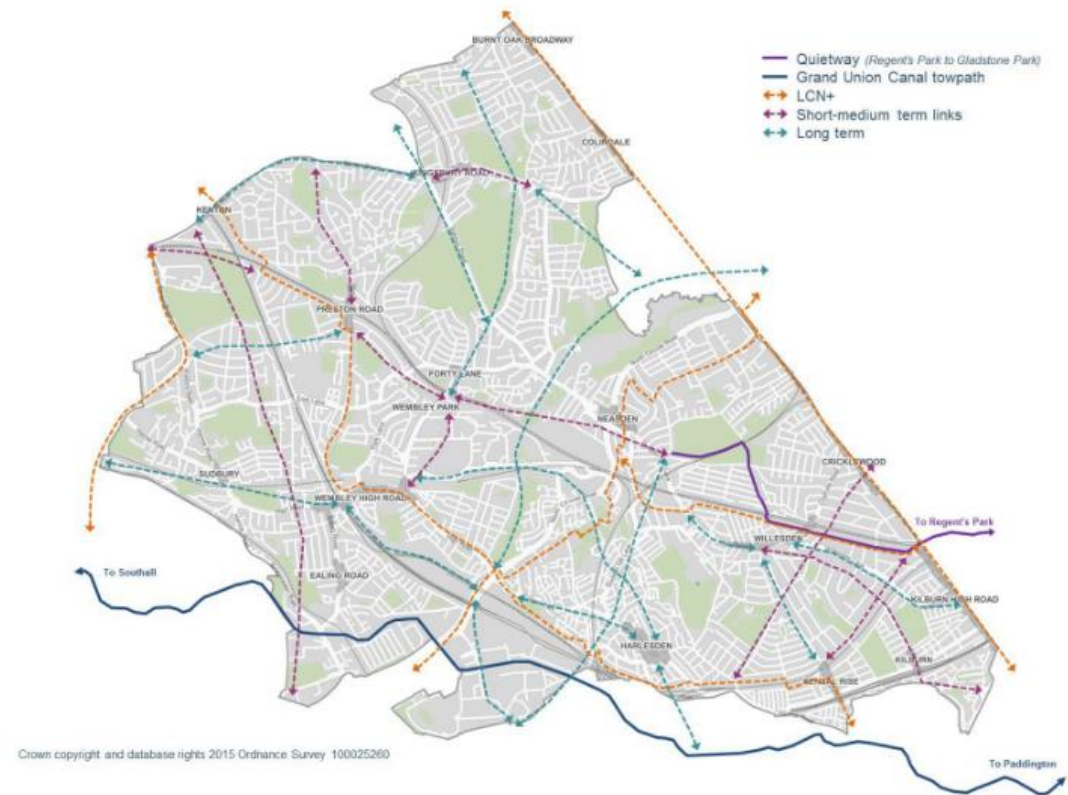 BURNT OAK BROADWAY
Quietway (Regent's Park to Gladstone Park)
Grand Union Canal towpath
LCN+
Short-medium term links
Long term
COLINDALE
KINGSBURY ROAD
KENTON
PRESTON ROAD
FORTY LANE
WEMBLEY PARK
NEASDEN
CRICKLEWOOD
SUDBURY
WEMBLEY HIGH ROAD
To Regent's Park
WILLESDEN
To Southall
EALING ROAD
KILBURN HIGH ROAD
HARLESDEN
KILBURN
KENSAL RISE
Crown copyright and database rights 2015 Ordnance Survey 100025260
To Paddington